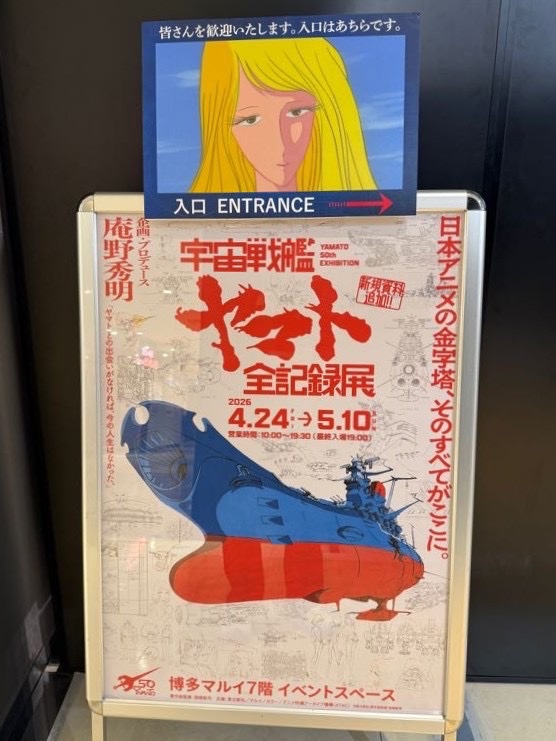 皆さんを歓迎いたします。入口はあちらです。
入口 ENTRANCE
日本アニメの金字塔、そのすべてがここに。
企画・プロデュース
庵野秀明
「ヤマト」との出会いがなければ、今の人生はなかった。
宇宙戦艦
YAMATO
50th
EXHIBITION
ヤマト
新規資料
追加!!
全記録展
2026
4.24→5.10
営業時間:10:00〜19:30(最終入場19:00)
50
博多マルイ7階 イベントスペース